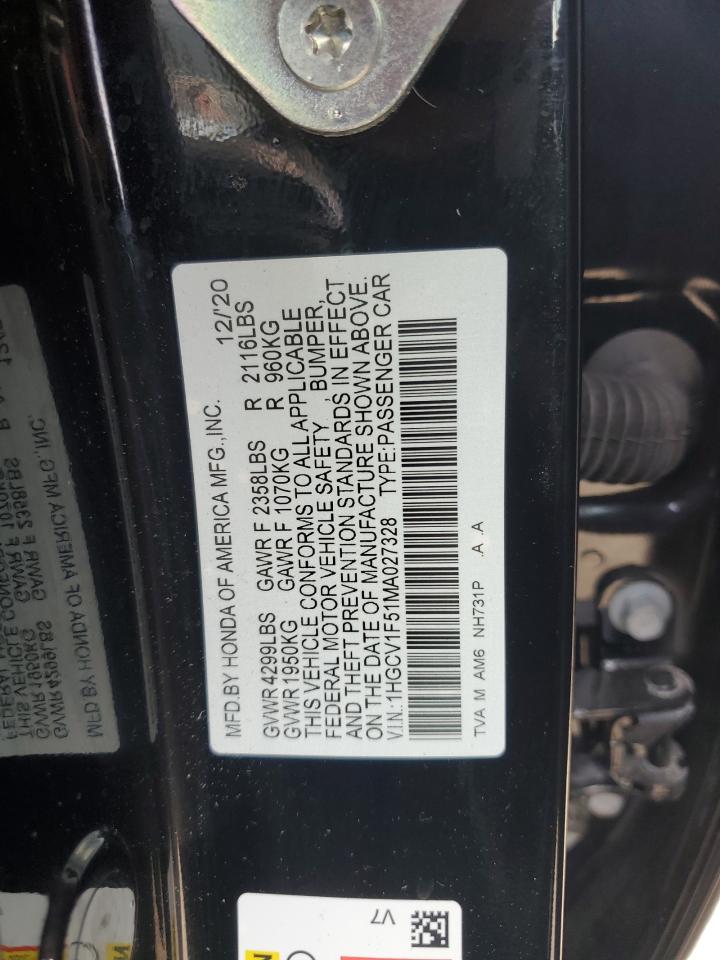 MFD.BY HONDA OF AMERICA MFG.,INC. 12/'20
GVWR 4299LBS GAWR F 2358LBS R 2116LBS
GVWR 1950KG GAWR F 1070KG R 960KG
THIS VEHICLE CONFORMS TO ALL APPLICABLE
FEDERAL MOTOR VEHICLE SAFETY , BUMPER,
AND THEFT PREVENTION STANDARDS IN EFFECT
ON THE DATE OF MANUFACTURE SHOWN ABOVE.
V.I.N.:1HGCV1F51MA027328 TYPE:PASSENGER CAR
TVA M AM6 NH731P .A .A
V7